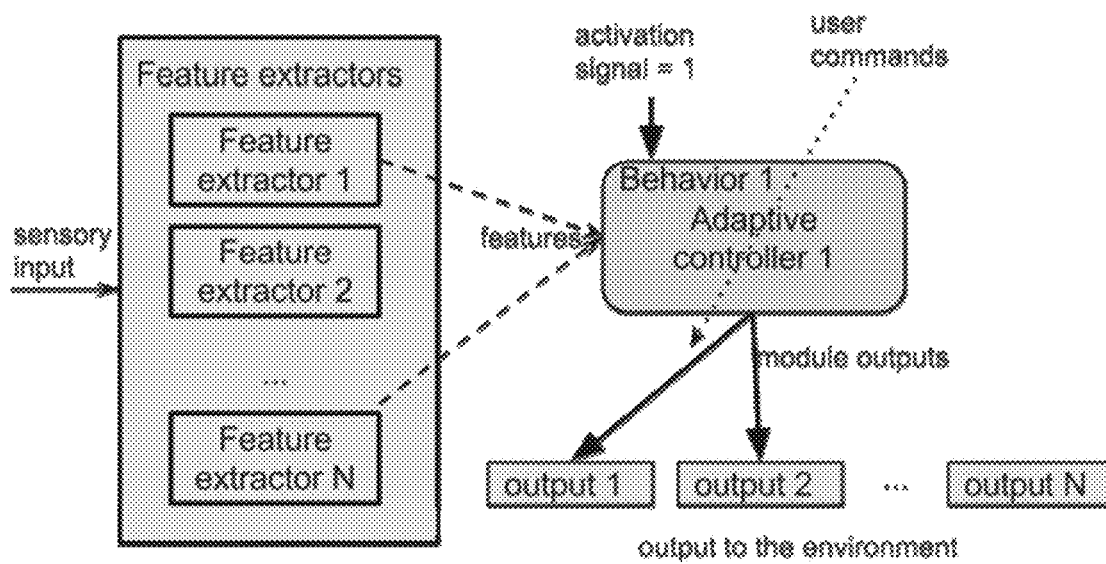 Feature extractors
Feature
extractor 1
Feature
extractor 2
...
Feature
extractor N
sensory
input
features
activation
signal = 1
user
commands
Behavior 1
Adaptive
controller 1
module outputs
output 1
output 2
...
output N
output to the environment